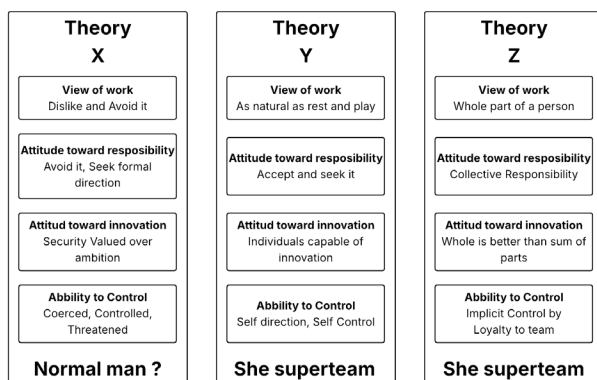 Theory
X
View of work
Dislike and Avoid it
Attitude toward resposibility
Avoid it, Seek formal
direction
Attitud toward innovation
Security Valued over
ambition
Abbility to Control
Coerced, Controlled,
Threatened
Normal man ?
Theory
Y
View of work
As natural as rest and play
Attitude toward resposibility
Accept and seek it
Attitud toward innovation
Individuals capable of
innovation
Abbility to Control
Self direction, Self Control
She superteam
Theory
Z
View of work
Whole part of a person
Attitude toward resposibility
Collective Responsibility
Attitud toward innovation
Whole is better than sum of
parts
Abbility to Control
Implicit Control by
Loyalty to team
She superteam